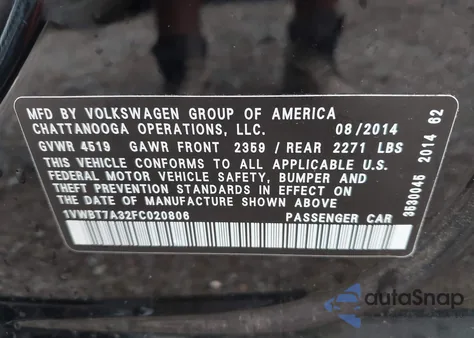 MFD BY VOLKSWAGEN GROUP OF AMERICA
CHATTANOOGA OPERATIONS, LLC. 08/2014
GVWR 4519 GAWR FRONT 2359 / REAR 2271 LBS
THIS VEHICLE CONFORMS TO ALL APPLICABLE U.S.
FEDERAL MOTOR VEHICLE SAFETY, BUMPER AND
THEFT PREVENTION STANDARDS IN EFFECT ON
THE DATE OF MANUFACTURE SHOWN ABOVE
1VWBT7A32FC020806 PASSENGER CAR
3530045 2014 62
autoSnap